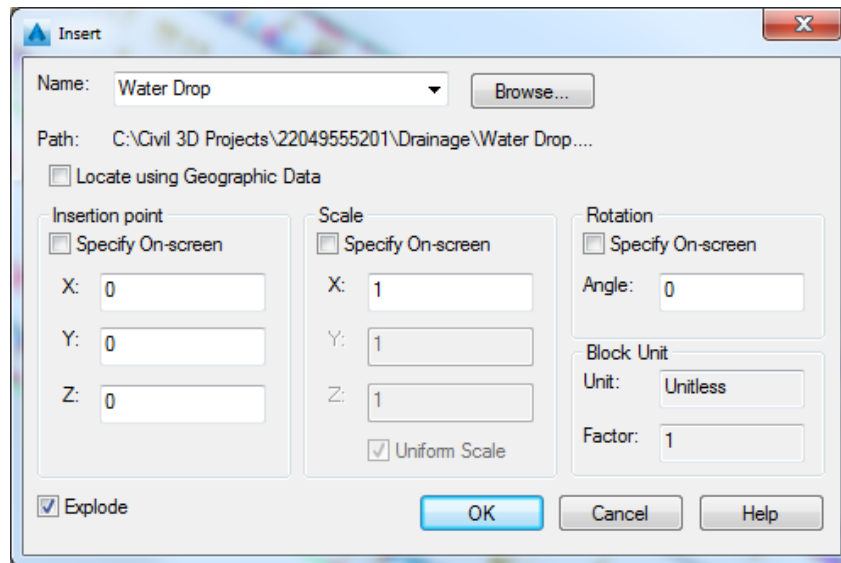 Insert
Name: Water Drop Browse...
Path: C:\Civil 3D Projects\22049555201\Drainage\Water Drop....
Locate using Geographic Data
Insertion point
Specify On-screen
X: 0
Y: 0
Z: 0
Scale
Specify On-screen
X: 1
Y: 1
Z: 1
Uniform Scale
Rotation
Specify On-screen
Angle: 0
Block Unit
Unit: Unitless
Factor: 1
Explode
OK Cancel Help